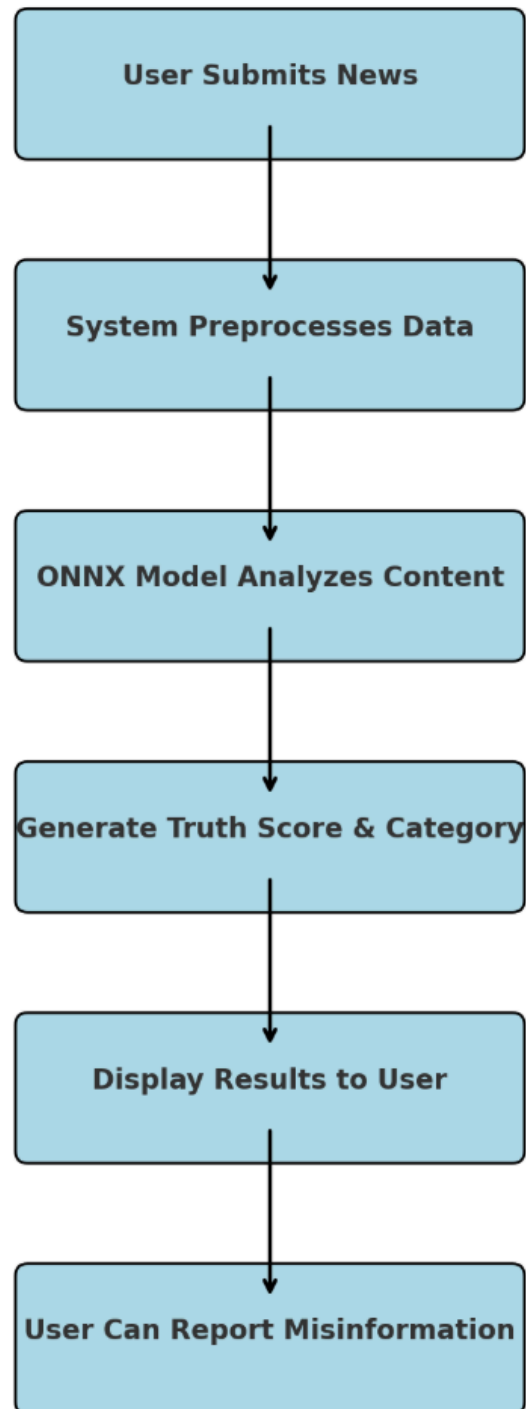 User Submits News
System Preprocesses Data
ONNX Model Analyzes Content
Generate Truth Score & Category
Display Results to User
User Can Report Misinformation